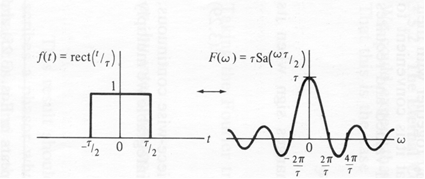 f(t) = rect(t/τ)
F(ω) = τSa(ωτ/2)
1
τ
-τ/2 0 τ/2 t
-2π/τ 0 2π/τ 4π/τ ω